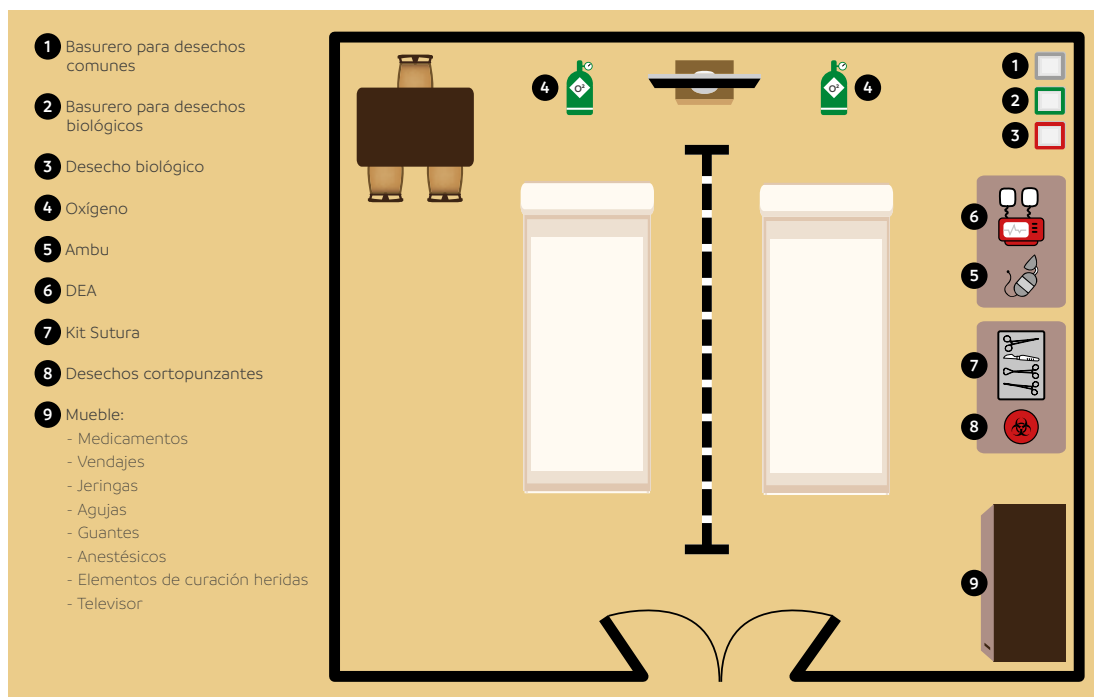 1 Basurero para desechos
comunes
2 Basurero para desechos
biológicos
3 Desecho biológico
4 Oxígeno
5 Ambu
6 DEA
7 Kit Sutura
8 Desechos cortopunzantes
9 Mueble:
- Medicamentos
- Vendajes
- Jeringas
- Agujas
- Guantes
- Anestésicos
- Elementos de curación heridas
- Televisor
4
O²
O²
4
1
2
3
6
5
7
8
9